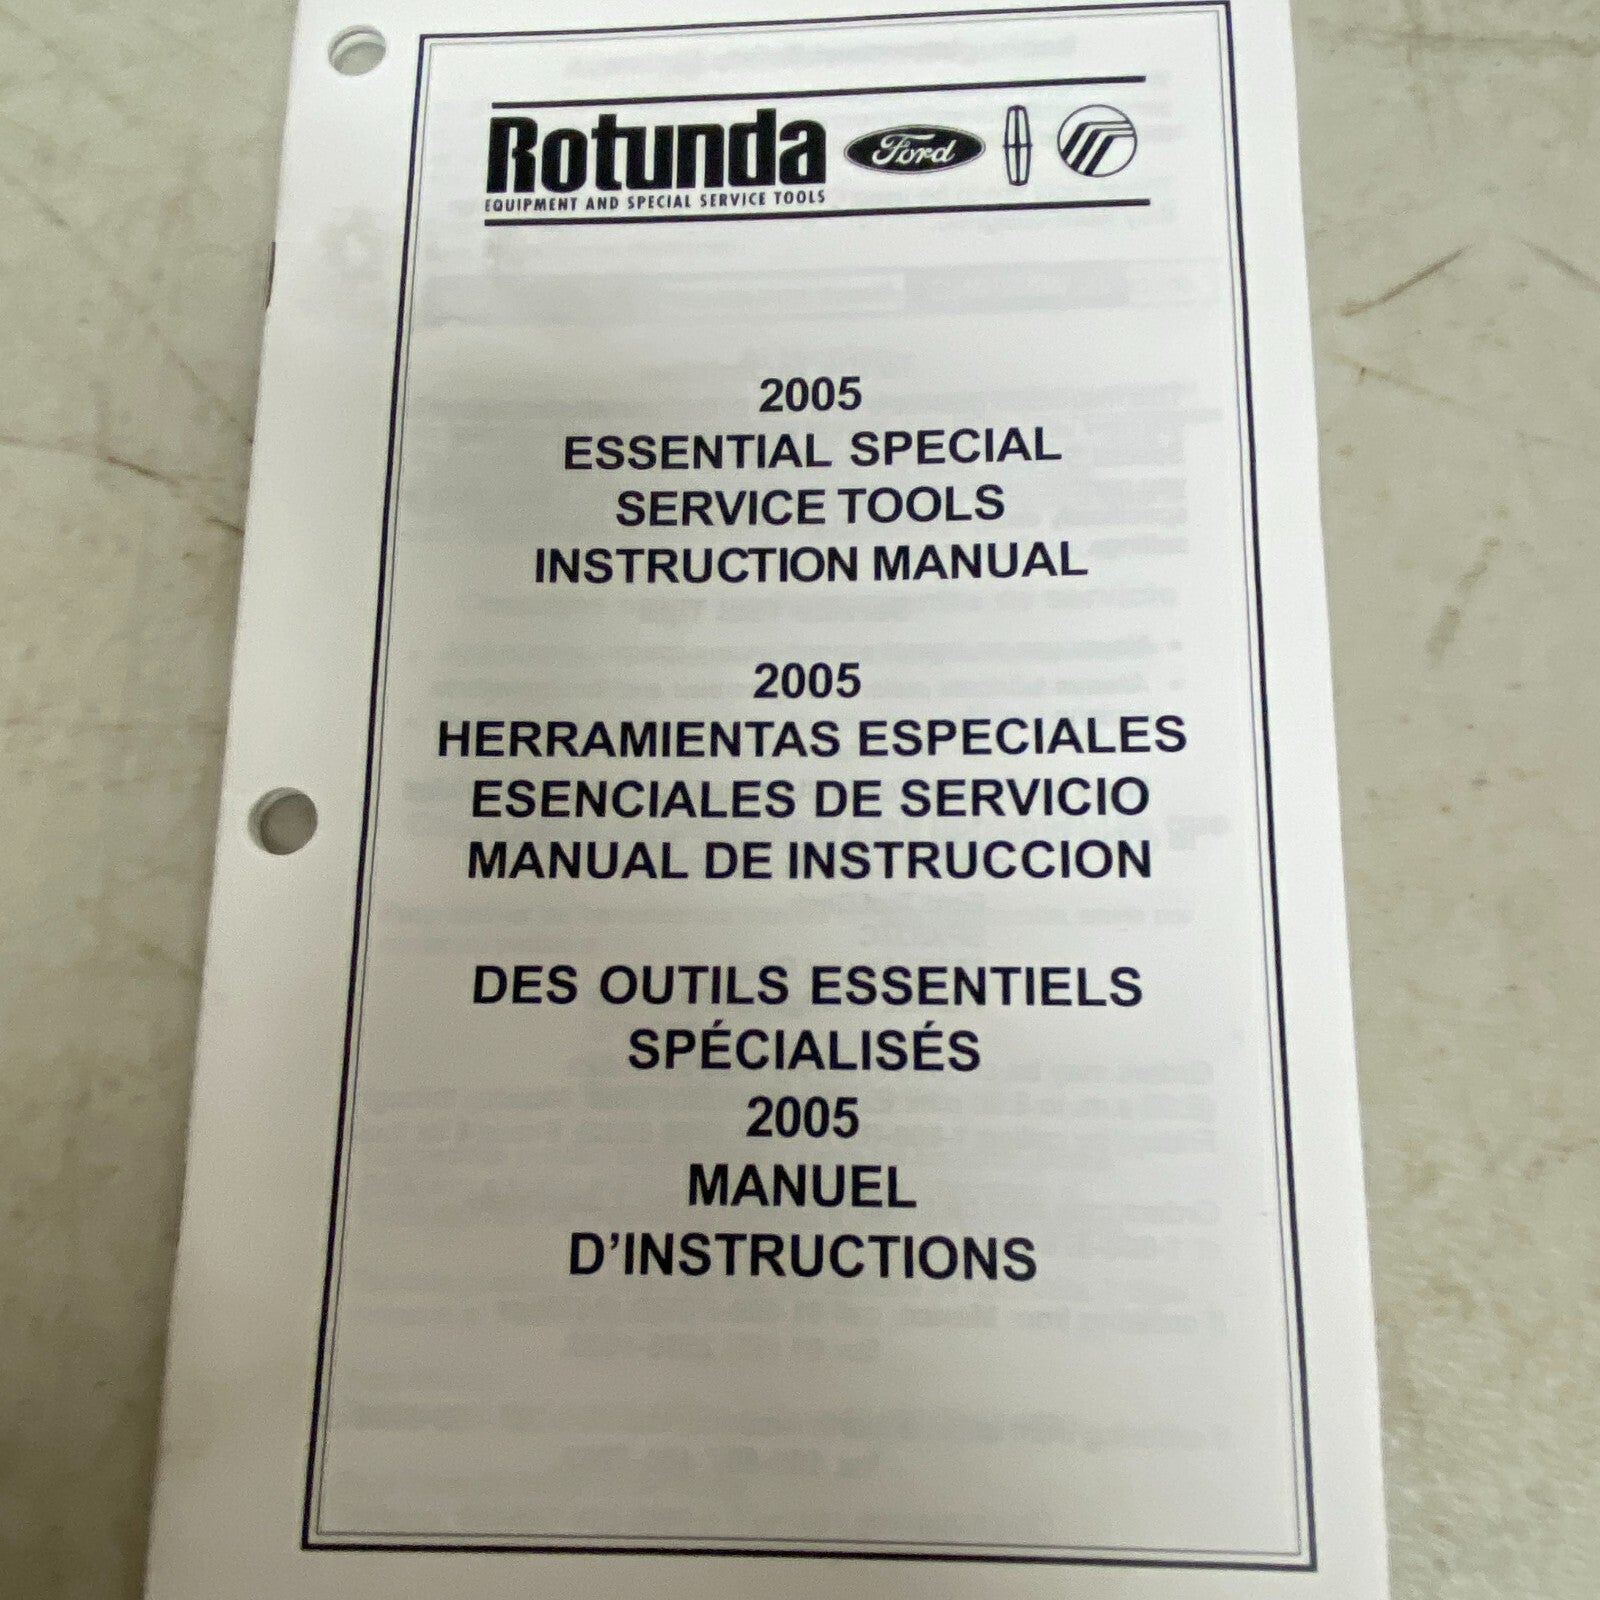 Rotunda Ford
EQUIPMENT AND SPECIAL SERVICE TOOLS
2005
ESSENTIAL SPECIAL
SERVICE TOOLS
INSTRUCTION MANUAL
2005
HERRAMIENTAS ESPECIALES
ESENCIALES DE SERVICIO
MANUAL DE INSTRUCCION
DES OUTILS ESSENTIELS
SPÉCIALISÉS
2005
MANUEL
D’INSTRUCTIONS